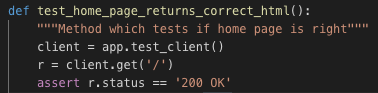 def test_home_page_returns_correct_html():
    """Method which tests if home page is right"""
    client = app.test_client()
    r = client.get('/')
    assert r.status == '200 OK'